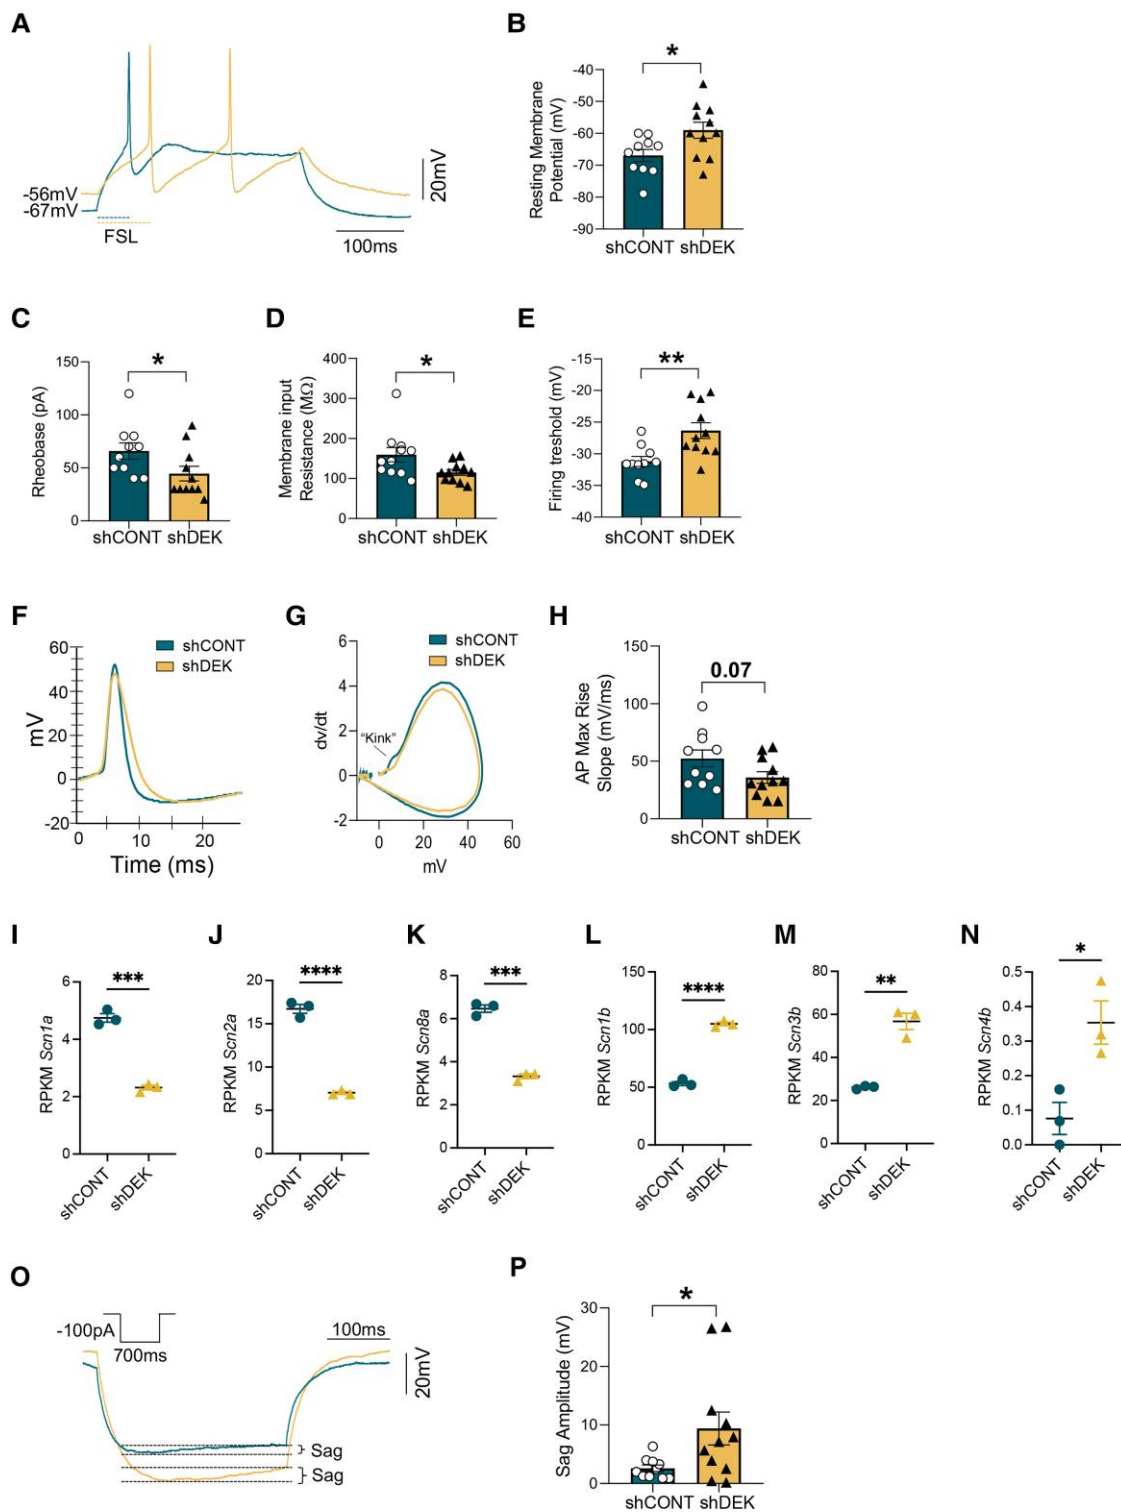 A
-56mV
-67mV
FSL
20mV
100ms
B
*
Resting Membrane
Potential (mV)
-40
-50
-60
-70
-80
-90
shCONT shDEK
C
*
Rheobase (pA)
150
100
50
0
shCONT shDEK
D
*
Membrane input
Resistance (MΩ)
400
300
200
100
0
shCONT shDEK
E
**
Firing treshold (mV)
-15
-20
-25
-30
-35
-40
shCONT shDEK
F
shCONT
shDEK
mV
60
40
20
0
-20
0 10 20
Time (ms)
G
shCONT
shDEK
"Kink"
dv/dt
6
4
2
0
-2
0 20 40 60
mV
H
0.07
AP Max Rise
Slope (mV/ms)
150
100
50
0
shCONT shDEK
I
***
RPKM Scn1a
6
4
2
0
shCONT
shDEK
J
****
RPKM Scn2a
20
15
10
5
0
shCONT
shDEK
K
***
RPKM Scn8a
8
6
4
2
0
shCONT
shDEK
L
****
RPKM Scn1b
150
100
50
0
shCONT
shDEK
M
**
RPKM Scn3b
80
60
40
20
0
shCONT
shDEK
N
*
RPKM Scn4b
0.5
0.4
0.3
0.2
0.1
0.0
shCONT
shDEK
O
-100pA
700ms
100ms
20mV
Sag
Sag
P
*
Sag Amplitude (mV)
30
20
10
0
shCONT shDEK